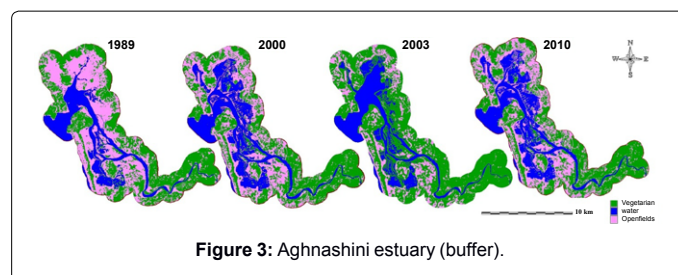 1989
2000
2003
2010
N
W E
S
Vegetarian
water
Openfields
10 km
Figure 3: Aghnashini estuary (buffer).